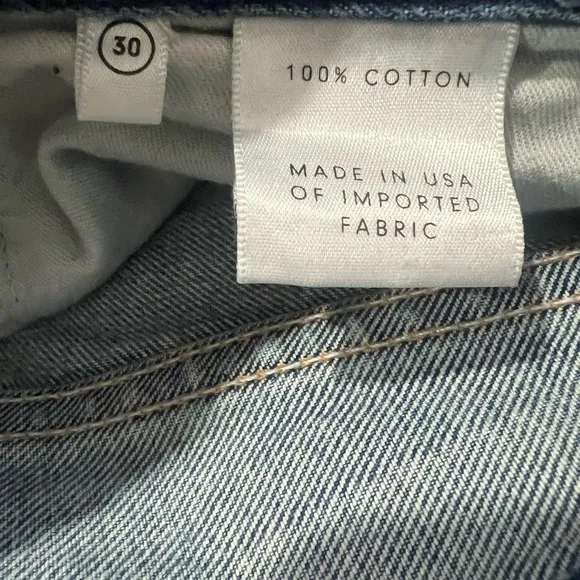 30
100% COTTON
MADE IN USA
OF IMPORTED
FABRIC